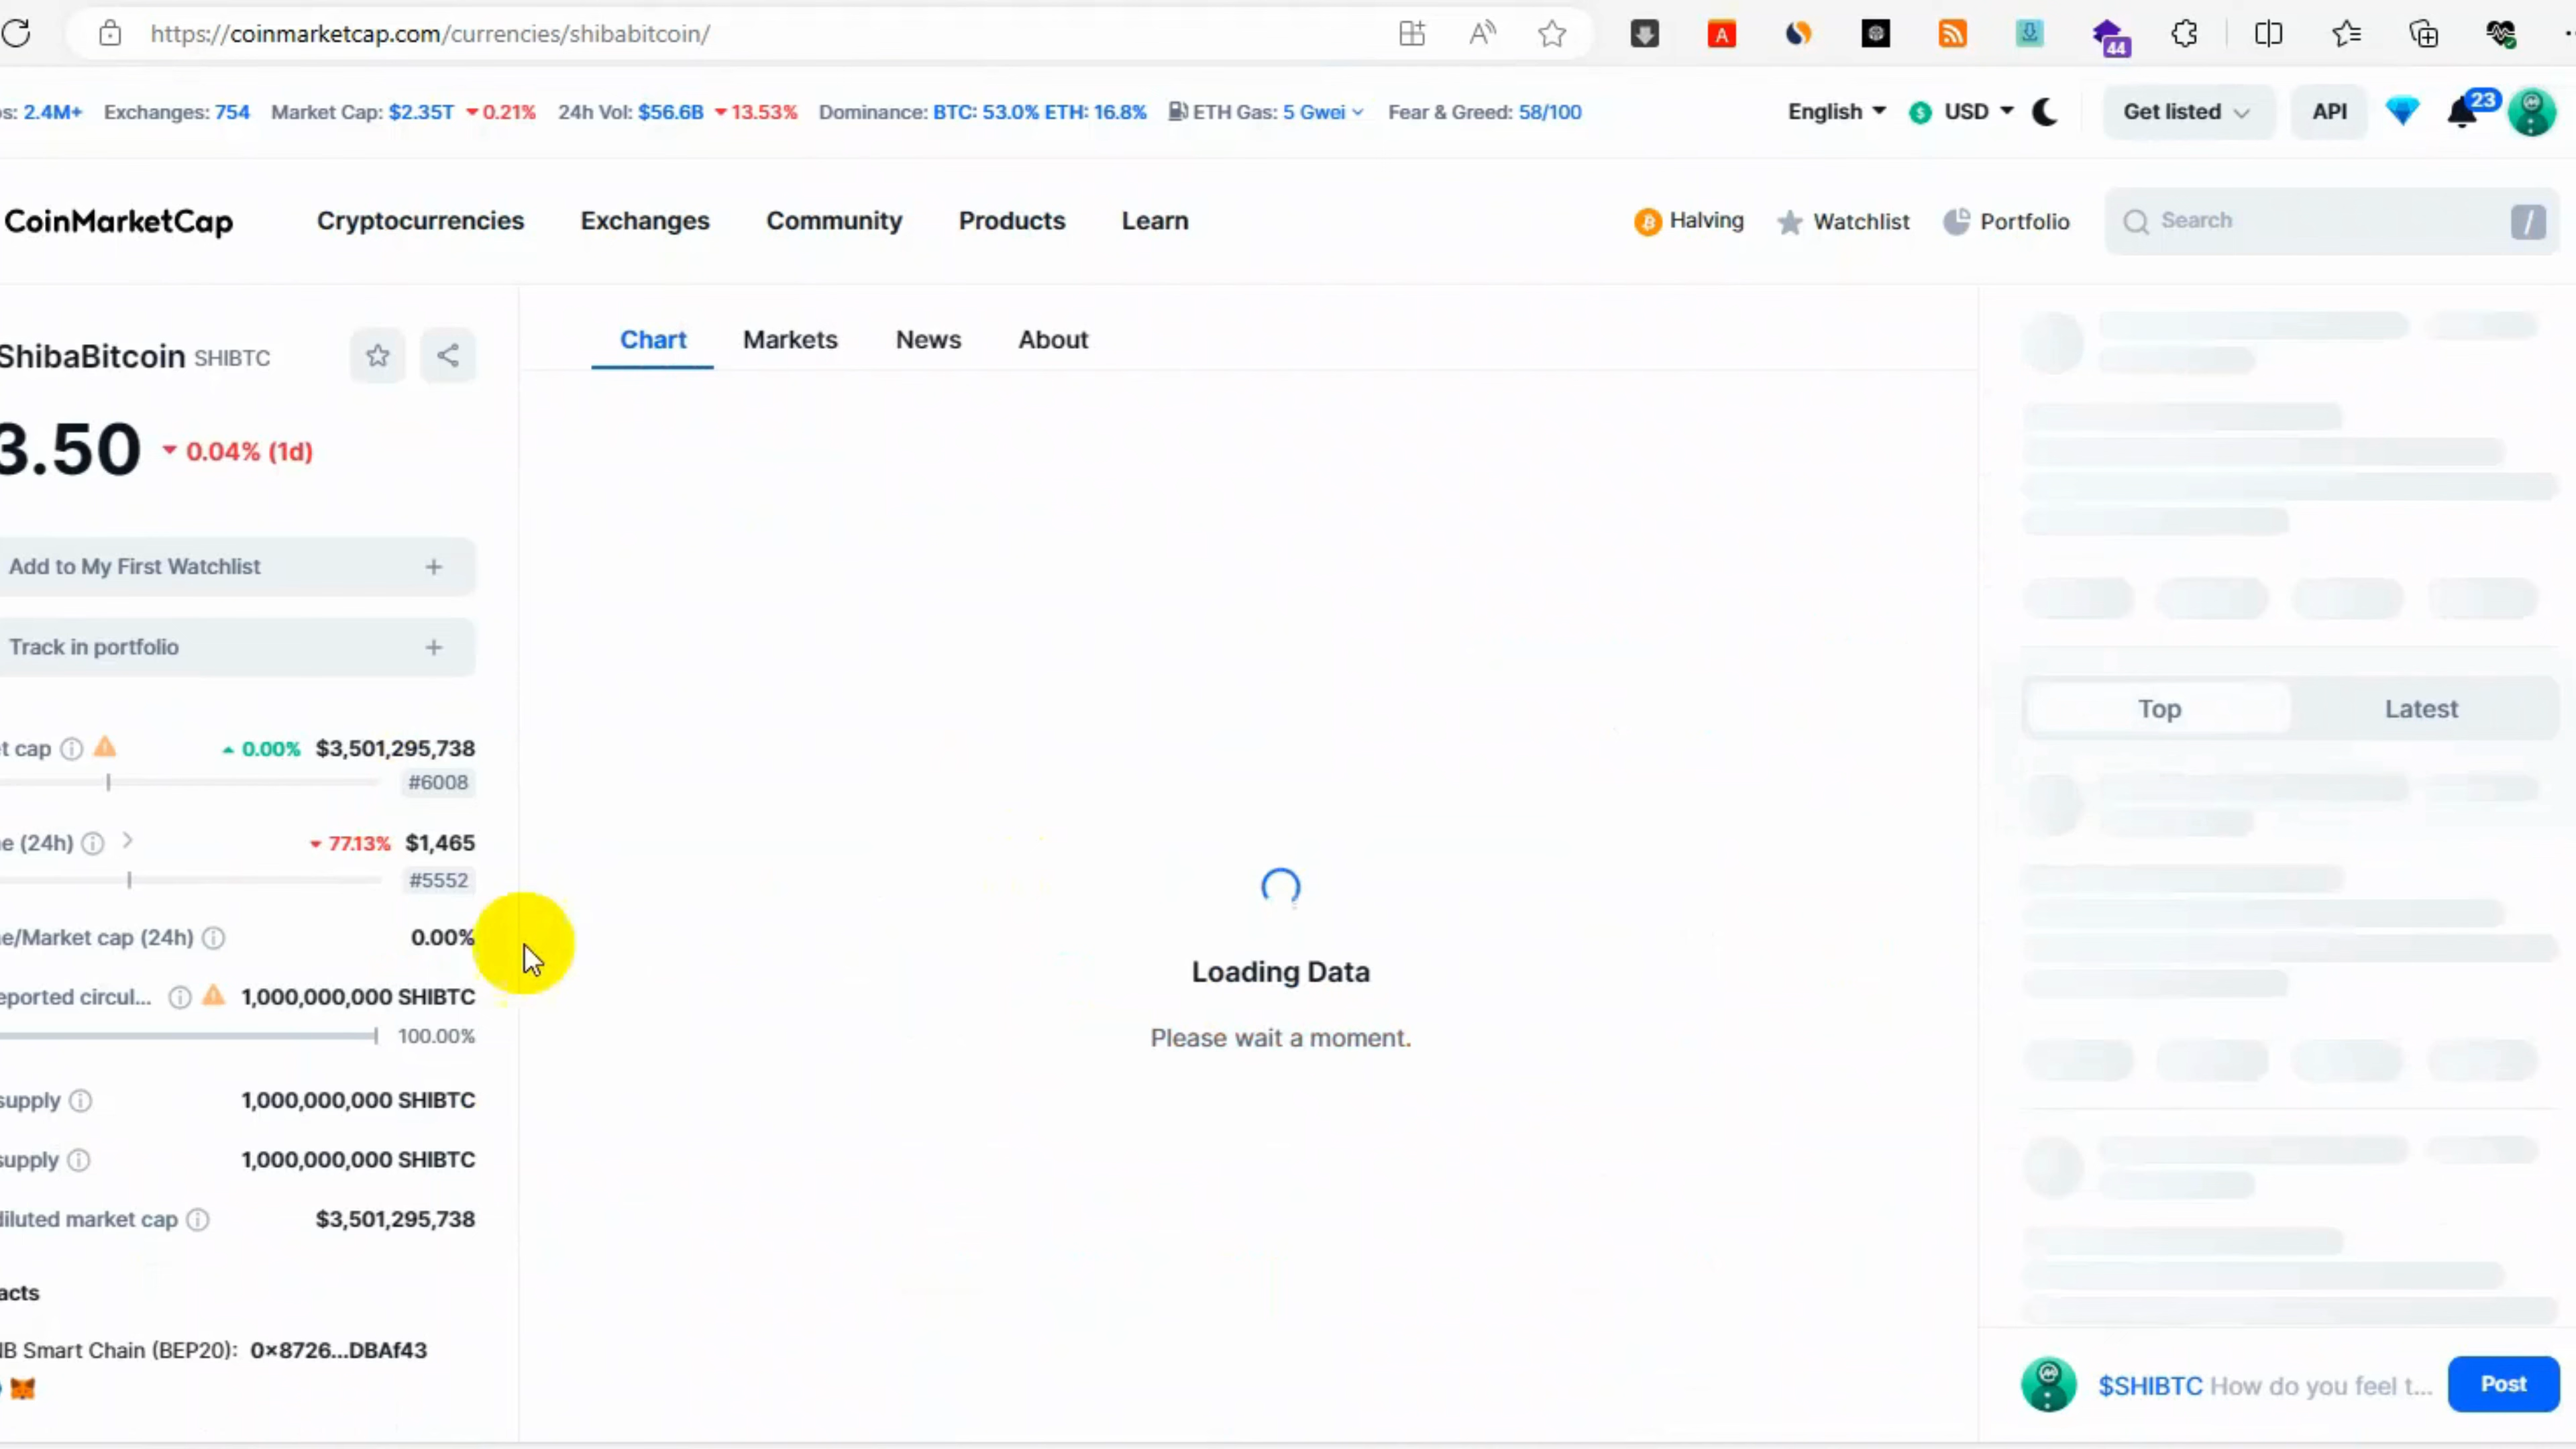 https://coinmarketcap.com/currencies/shibabitcoin/
44
s: 2.4M+ Exchanges: 754 Market Cap: $2.35T 0.21% 24h Vol: $56.6B 13.53% Dominance: BTC: 53.0% ETH: 16.8% ETH Gas: 5 Gwei Fear & Greed: 58/100 English USD Get listed API 23
CoinMarketCap Cryptocurrencies Exchanges Community Products Learn Halving Watchlist Portfolio Search /
ShibaBitcoin SHIBTC
Chart Markets News About
3.50 0.04% (1d)
Add to My First Watchlist +
Track in portfolio +
Top Latest
t cap 0.00% $3,501,295,738
#6008
e (24h) 77.13% $1,465
#5552
e/Market cap (24h) 0.00%
Loading Data
eported circul... 1,000,000,000 SHIBTC
100.00%
Please wait a moment.
supply 1,000,000,000 SHIBTC
supply 1,000,000,000 SHIBTC
diluted market cap $3,501,295,738
acts
NB Smart Chain (BEP20): 0x8726...DBAf43
$SHIBTC How do you feel t... Post